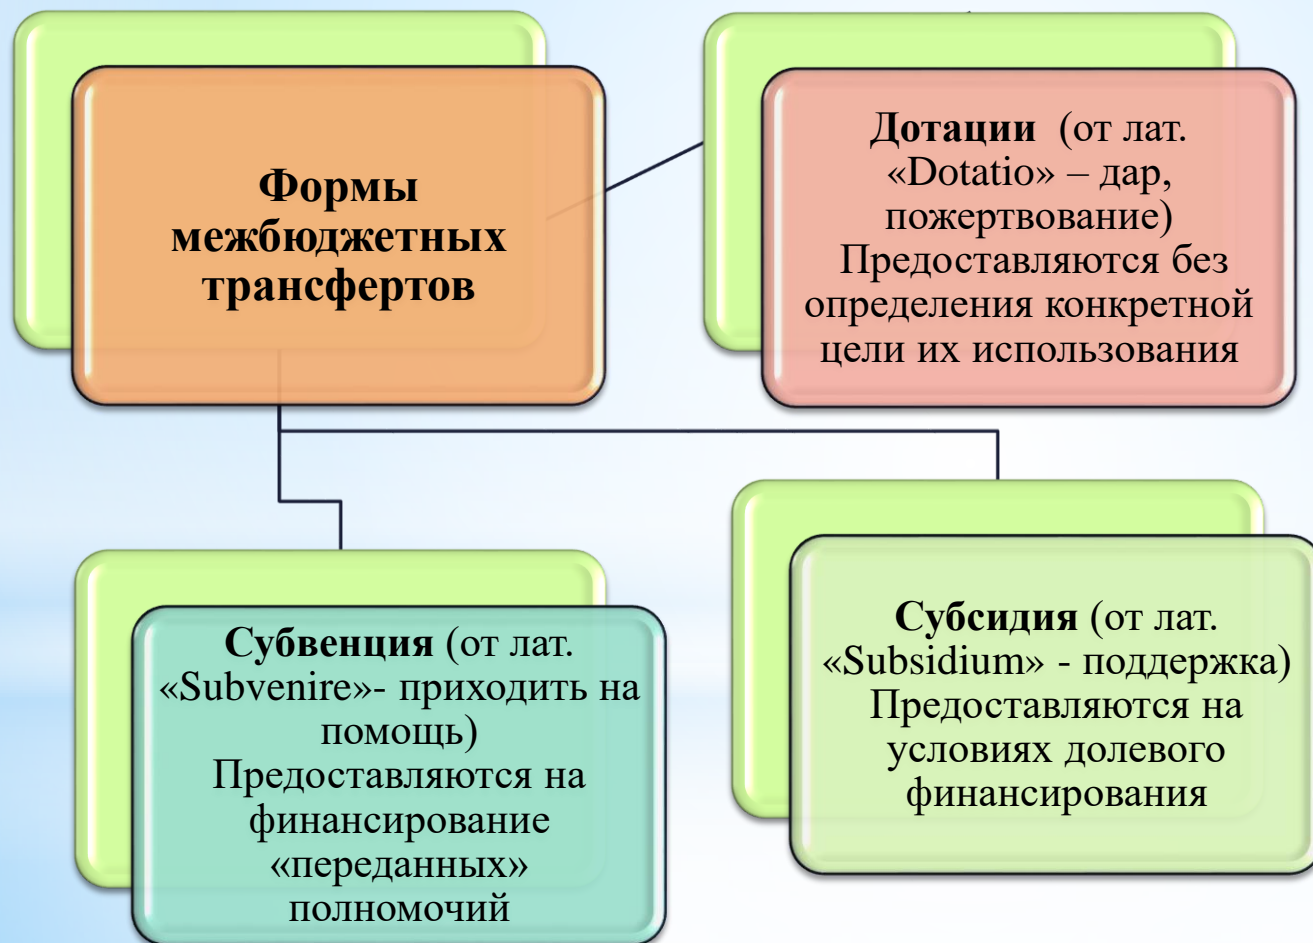 Формы
межбюджетных
трансфертов
Дотации (от лат.
«Dotatio» – дар,
пожертвование)
Предоставляются без
определения конкретной
цели их использования
Субвенция (от лат.
«Subvenire»- приходить на
помощь)
Предоставляются на
финансирование
«переданных»
полномочий
Субсидия (от лат.
«Subsidium» - поддержка)
Предоставляются на
условиях долевого
финансирования